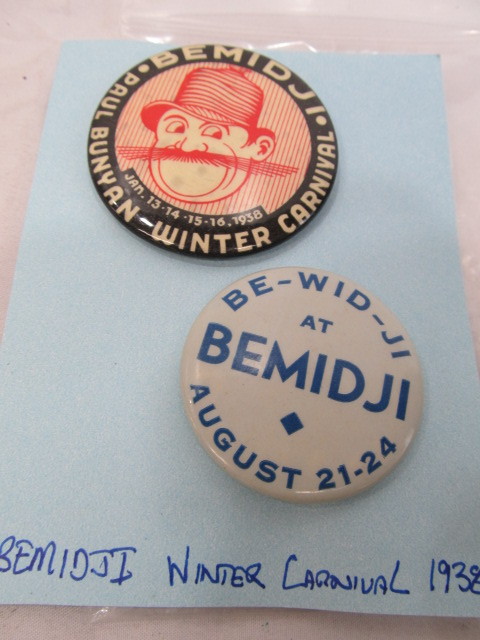 BEMIDJI
• PAUL BUNYAN WINTER CARNIVAL •
JAN. 13-14-15-16, 1938
BE-WID-JI
AT
BEMIDJI
AUGUST 21-24
BEMIDJI WINTER CARNIVAL 1938